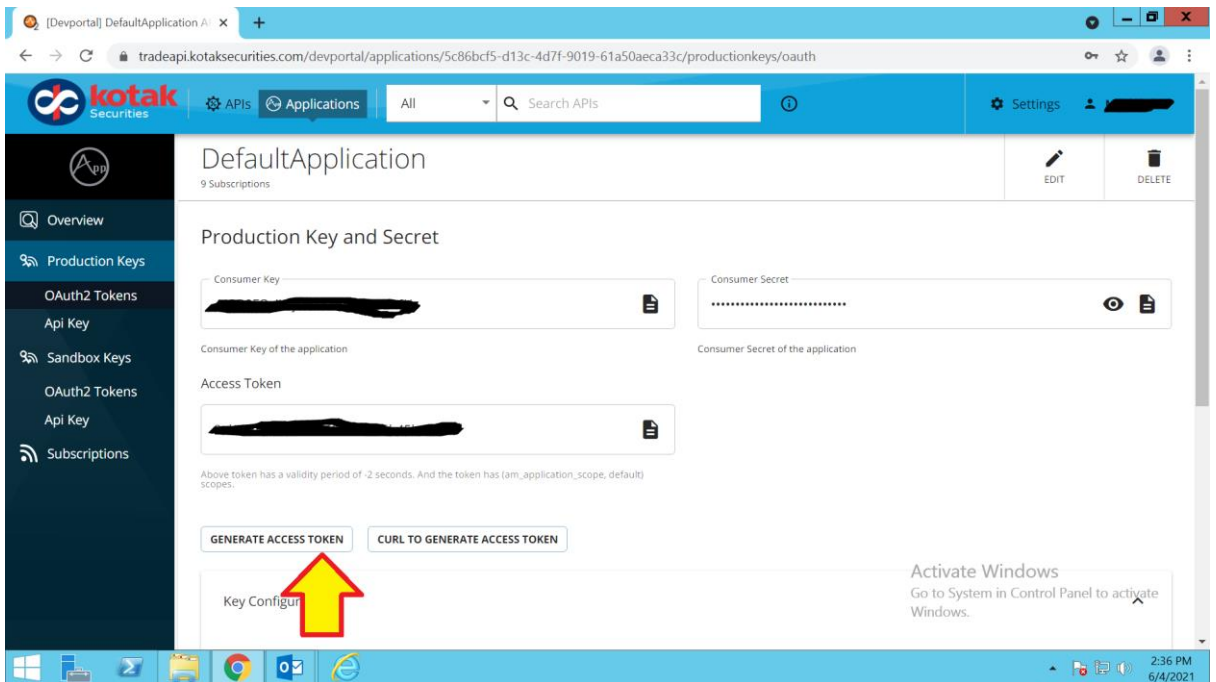 [Devportal] DefaultApplication A
tradeapi.kotaksecurities.com/devportal/applications/5c86bcf5-d13c-4d7f-9019-61a50aeca33c/productionkeys/oauth
kotak
Securities
APIs
Applications
All
Search APIs
Settings
App
DefaultApplication
9 Subscriptions
EDIT
DELETE
Overview
Production Keys
OAuth2 Tokens
Api Key
Sandbox Keys
OAuth2 Tokens
Api Key
Subscriptions
Production Key and Secret
Consumer Key
Consumer Secret
Consumer Key of the application
Consumer Secret of the application
Access Token
Above token has a validity period of -2 seconds. And the token has (am_application_scope, default)
scopes.
GENERATE ACCESS TOKEN
CURL TO GENERATE ACCESS TOKEN
Key Configur
Activate Windows
Go to System in Control Panel to activate
Windows.
2:36 PM
6/4/2021